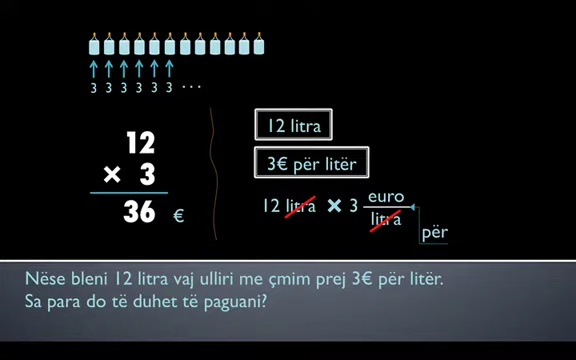 3 3 3 3 3 3 ...
12
× 3
36 €
12 litra
3€ për litër
12 litra × 3 euro
litra
për
Nëse bleni 12 litra vaj ulliri me çmim prej 3€ për litër.
Sa para do të duhet të paguani?